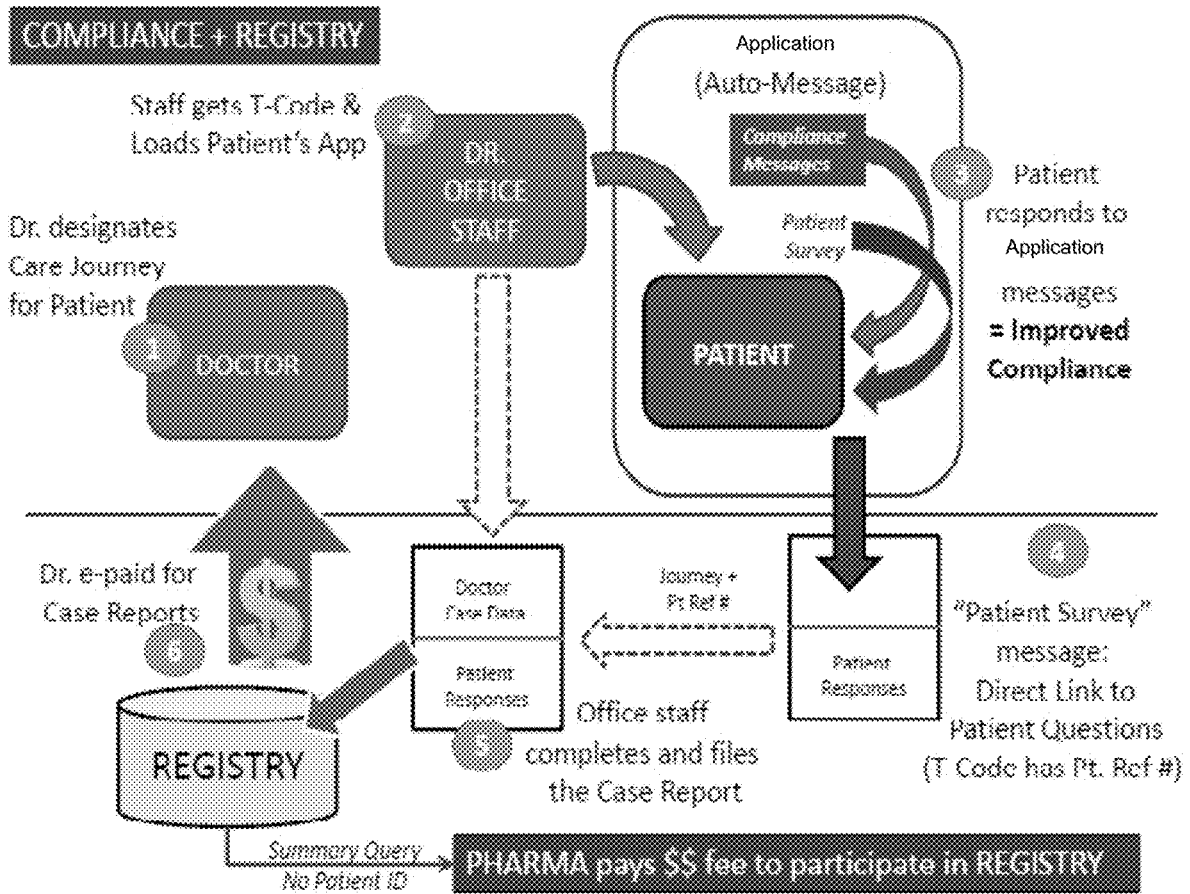 COMPLIANCE + REGISTRY
Staff gets T-Code &
Loads Patient's App
2
DR.
OFFICE
STAFF
Application
(Auto-Message)
Compliance
Messages
Patient
Survey
PATIENT
3
Patient
responds to
Application
messages
= Improved
Compliance
Dr. designates
Care Journey
for Patient
1
DOCTOR
Dr. e-paid for
Case Reports
6
$
REGISTRY
Doctor
Case Data
Patient
Responses
5
Office staff
completes and files
the Case Report
Journey +
Pt Ref #
Patient
Responses
4
"Patient Survey"
message:
Direct Link to
Patient Questions
(T Code has Pt. Ref #)
Summary Query
No Patient ID
PHARMA pays $$ fee to participate in REGISTRY